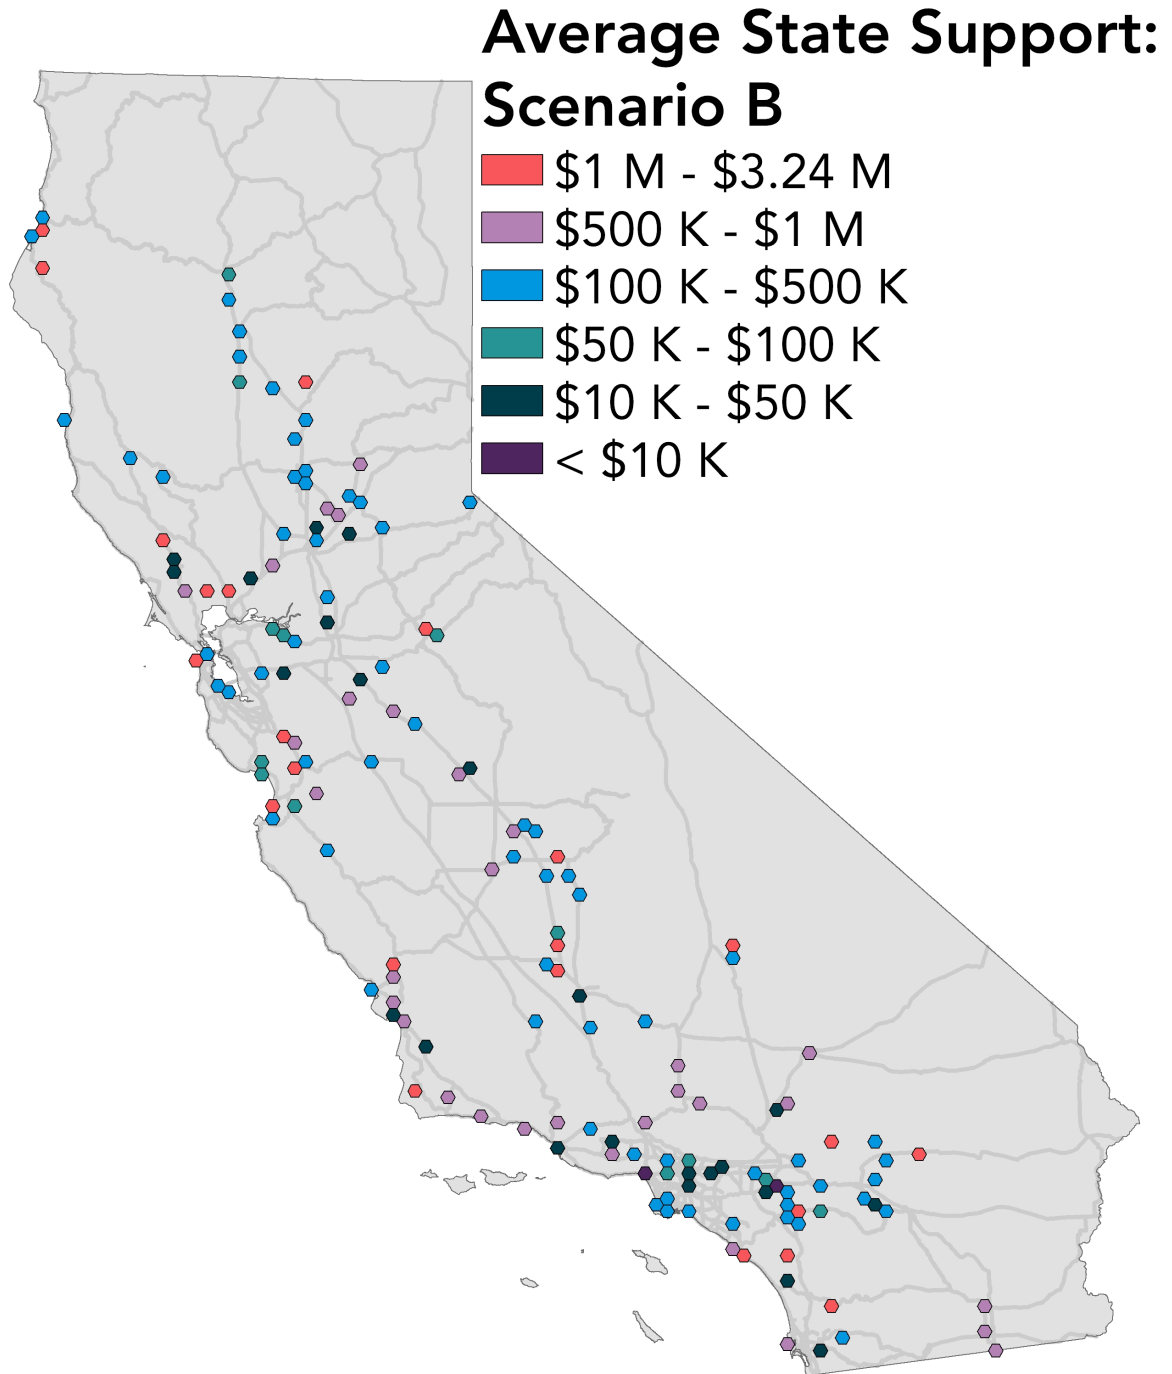 Average State Support:
Scenario B
$1 M - $3.24 M
$500 K - $1 M
$100 K - $500 K
$50 K - $100 K
$10 K - $50 K
< $10 K